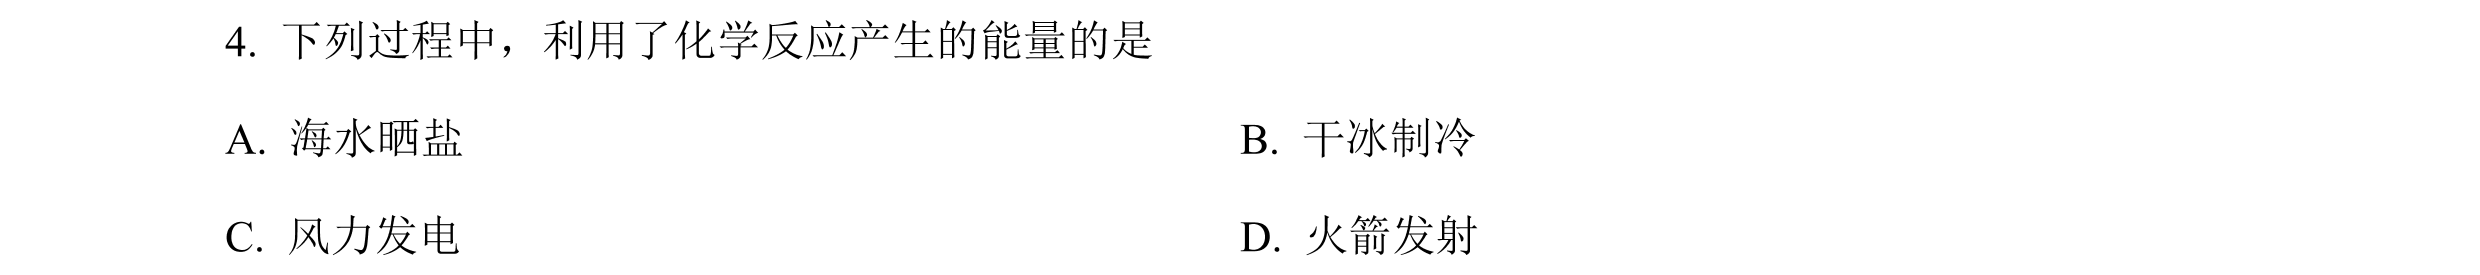 4. 下列过程中，利用了化学反应产生的能量的是
A. 海水晒盐 B. 干冰制冷
C. 风力发电 D. 火箭发射